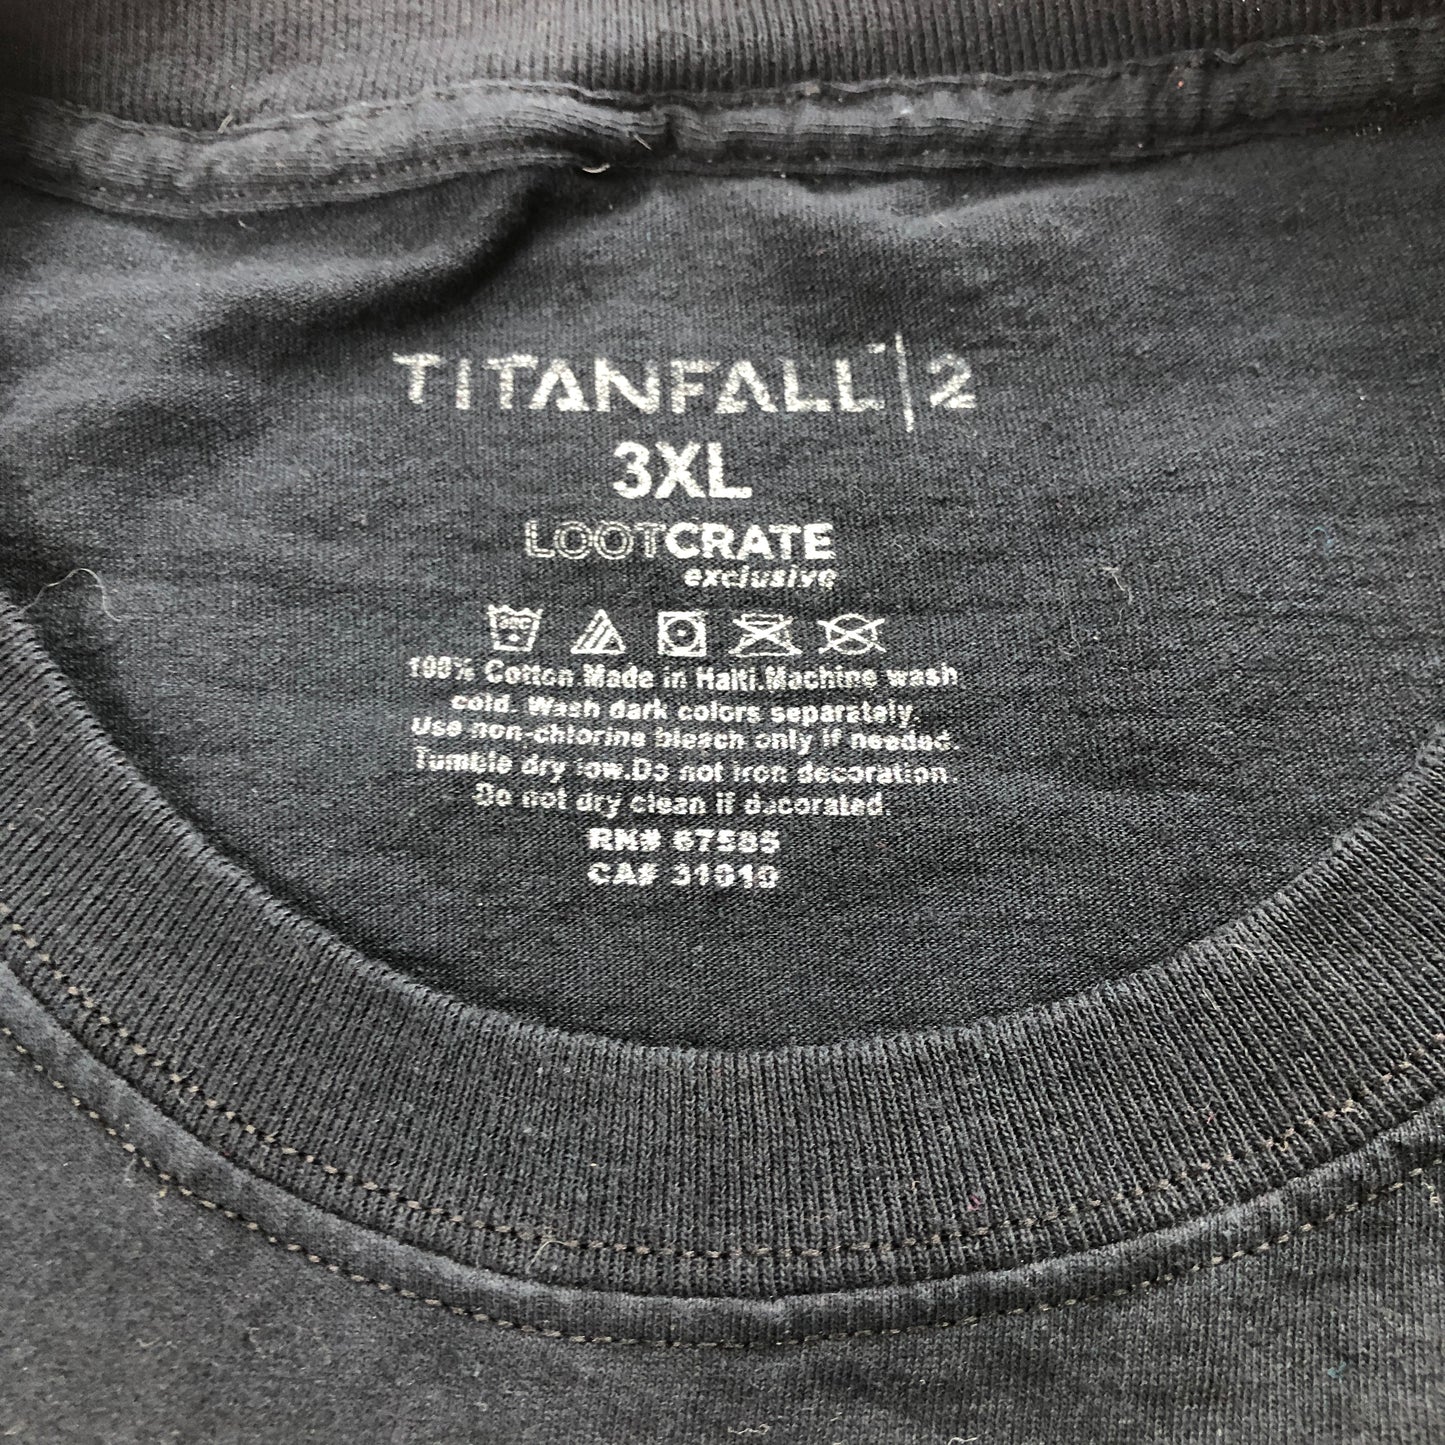 TITANFALL™|2
3XL
LOOTCRATE
exclusive
100% Cotton.Made in Haiti.Machine wash
cold. Wash dark colors separately.
Use non-chlorine bleach only if needed.
Tumble dry low.Do not iron decoration.
Do not dry clean if decorated.
RN# 67585
CA# 31010